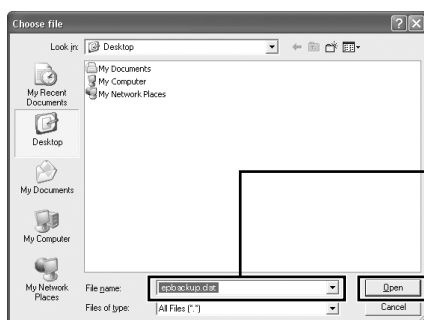 Choose file
Look in: Desktop
My Recent Documents
Desktop
My Documents
My Computer
My Network Places
My Documents
My Computer
My Network Places
File name: epbackup.dat Open
Files of type: All Files (*.*) Cancel